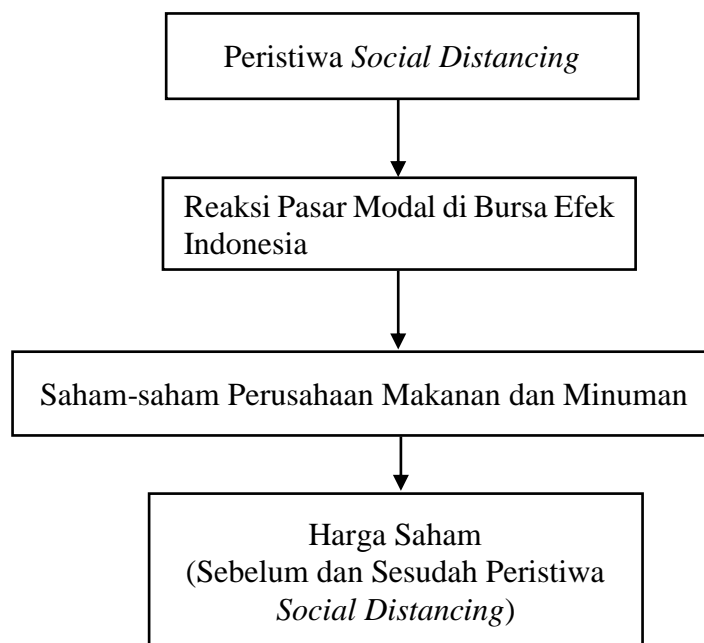 Peristiwa Social Distancing
Reaksi Pasar Modal di Bursa Efek
Indonesia
Saham-saham Perusahaan Makanan dan Minuman
Harga Saham
(Sebelum dan Sesudah Peristiwa
Social Distancing)